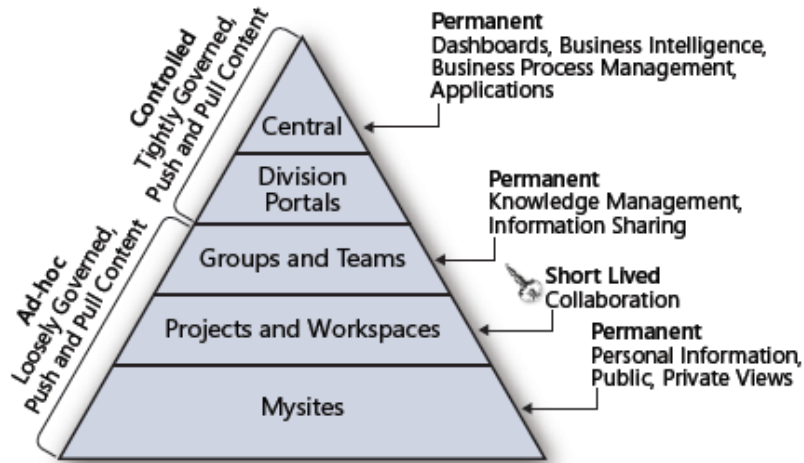 Controlled
Tightly Governed,
Push and Pull Content
Ad-hoc
Loosely Governed,
Push and Pull Content
Central
Division
Portals
Groups and Teams
Projects and Workspaces
Mysites
Permanent
Dashboards, Business Intelligence,
Business Process Management,
Applications
Permanent
Knowledge Management,
Information Sharing
Short Lived
Collaboration
Permanent
Personal Information,
Public, Private Views